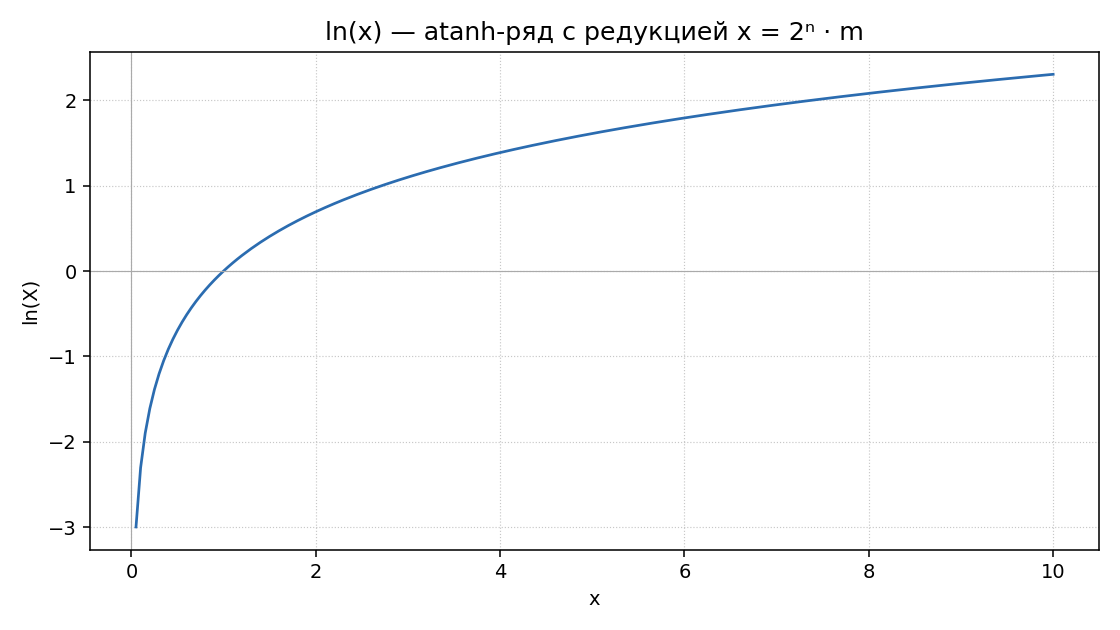 ln(x) — atanh-ряд с редукцией x = 2ⁿ · m
2
1
0
−1
−2
−3
ln(X)
0 2 4 6 8 10
x